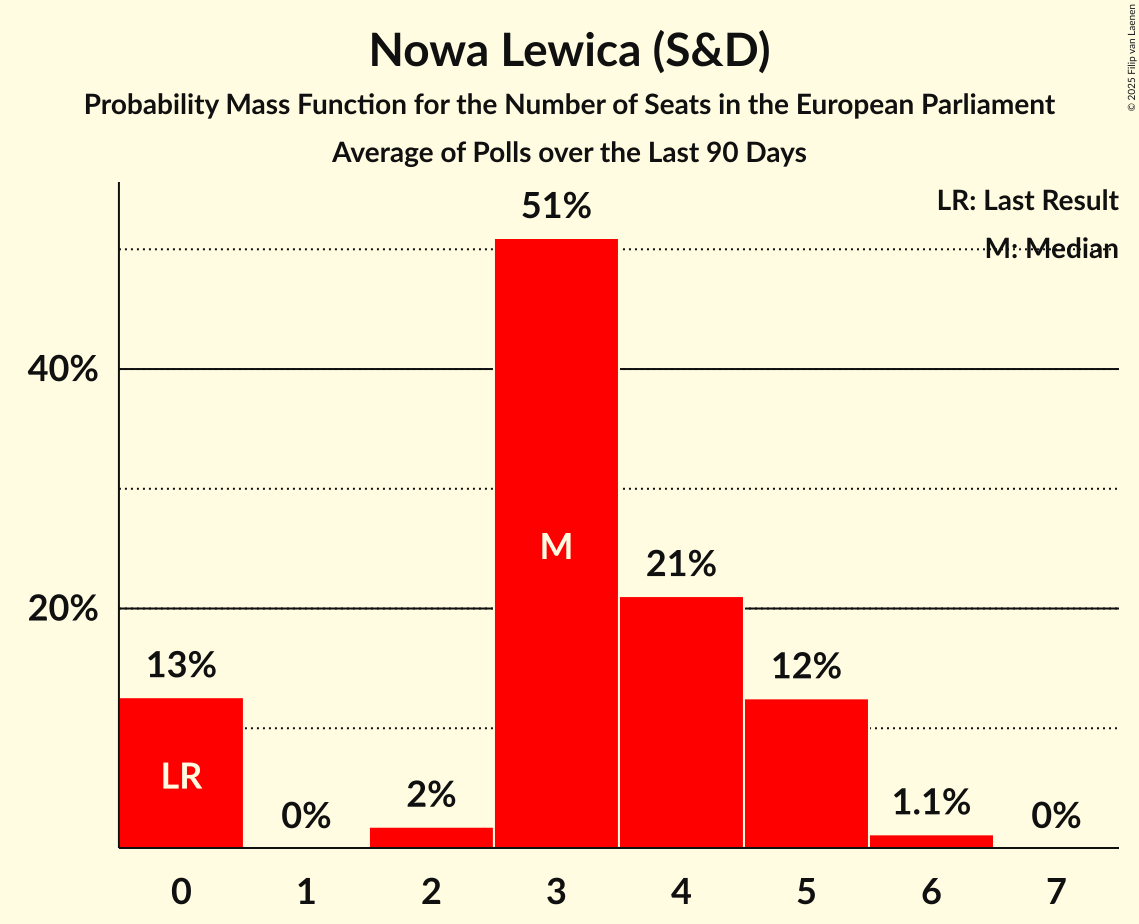 Nowa Lewica (S&D)
Probability Mass Function for the Number of Seats in the European Parliament
Average of Polls over the Last 90 Days
© 2025 Filip van Laenen
LR: Last Result
M: Median
51%
40%
M
21%
20%
13%
12%
LR
0%
2%
1.1%
0%
0 1 2 3 4 5 6 7